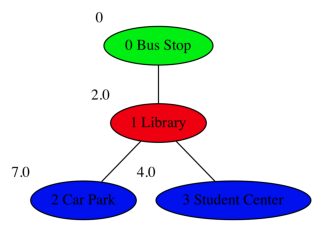 0
0 Bus Stop
2.0
1 Library
7.0
4.0
2 Car Park
3 Student Center